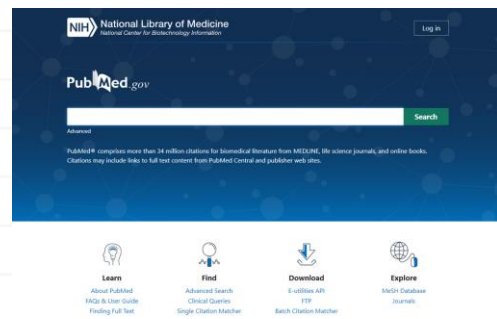 NIH National Library of Medicine
National Center for Biotechnology Information
Log in
PubMed.gov
Search
Advanced
PubMed® comprises more than 34 million citations for biomedical literature from MEDLINE, life science journals, and online books.
Citations may include links to full text content from PubMed Central and publisher web sites.
Learn
About PubMed
FAQs & User Guide
Finding Full Text
Find
Advanced Search
Clinical Queries
Single Citation Matcher
Download
E-utilities API
FTP
Batch Citation Matcher
Explore
MeSH Database
Journals